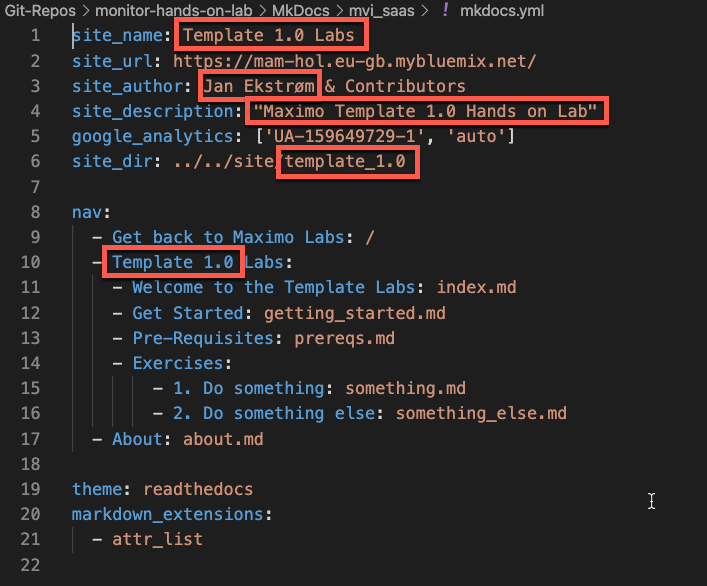 Git-Repos > monitor-hands-on-lab > MkDocs > mvi_saas > ! mkdocs.yml
1 site_name: Template 1.0 Labs
2 site_url: https://mam-hol.eu-gb.mybluemix.net/
3 site_author: Jan Ekstrøm & Contributors
4 site_description: "Maximo Template 1.0 Hands on Lab"
5 google_analytics: ['UA-159649729-1', 'auto']
6 site_dir: ../../site/template_1.0
7
8 nav:
9 - Get back to Maximo Labs: /
10 - Template 1.0 Labs:
11 - Welcome to the Template Labs: index.md
12 - Get Started: getting_started.md
13 - Pre-Requisites: prereqs.md
14 - Exercises:
15 - 1. Do something: something.md
16 - 2. Do something else: something_else.md
17 - About: about.md
18
19 theme: readthedocs
20 markdown_extensions:
21 - attr_list
22